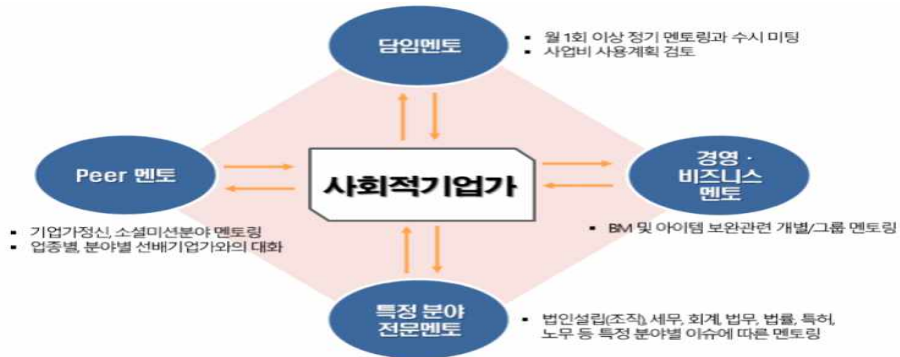 담임멘토
▪ 월 1회 이상 정기 멘토링과 수시 미팅
▪ 사업비 사용계획 검토
Peer 멘토
▪ 기업가정신, 소셜미션분야 멘토링
▪ 업종별, 분야별 선배기업가와의 대화
사회적기업가
경영·
비즈니스
멘토
▪ BM 및 아이템 보완관련 개별/그룹 멘토링
특정 분야
전문멘토
▪ 법인설립(조직), 세무, 회계, 법무, 법률, 특허,
노무 등 특정 분야별 이슈에 따른 멘토링